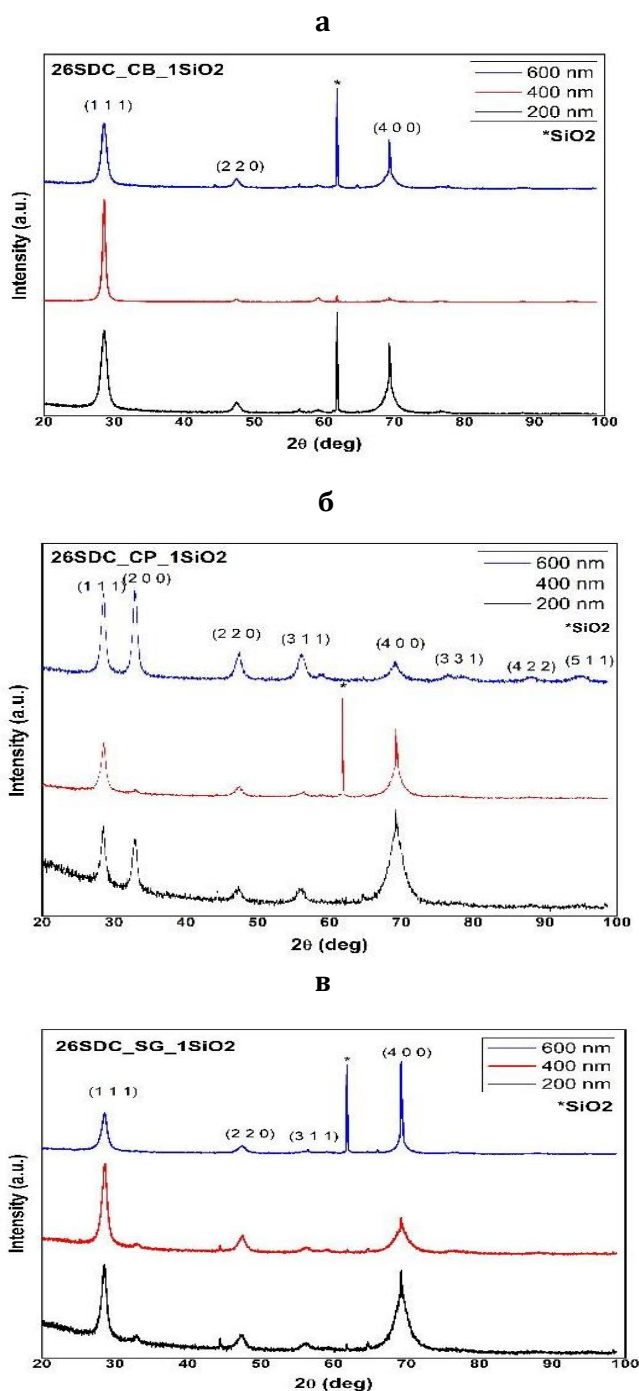 а
26SDC_CB_1SiO2
600 nm
400 nm
200 nm
*SiO2
(1 1 1)
(2 2 0)
*
(4 0 0)
Intensity (a.u.)
20 30 40 50 60 70 80 90 100
2θ (deg)
б
26SDC_CP_1SiO2
600 nm
400 nm
200 nm
*SiO2
(1 1 1)
(2 0 0)
(2 2 0)
(3 1 1)
*
(4 0 0)
(3 3 1)
(4 2 2)
(5 1 1)
Intensity (a.u.)
20 30 40 50 60 70 80 90 100
2θ (deg)
в
26SDC_SG_1SiO2
600 nm
400 nm
200 nm
*SiO2
(1 1 1)
(2 2 0)
(3 1 1)
*
(4 0 0)
Intensity (a.u.)
20 30 40 50 60 70 80 90 100
2θ (deg)